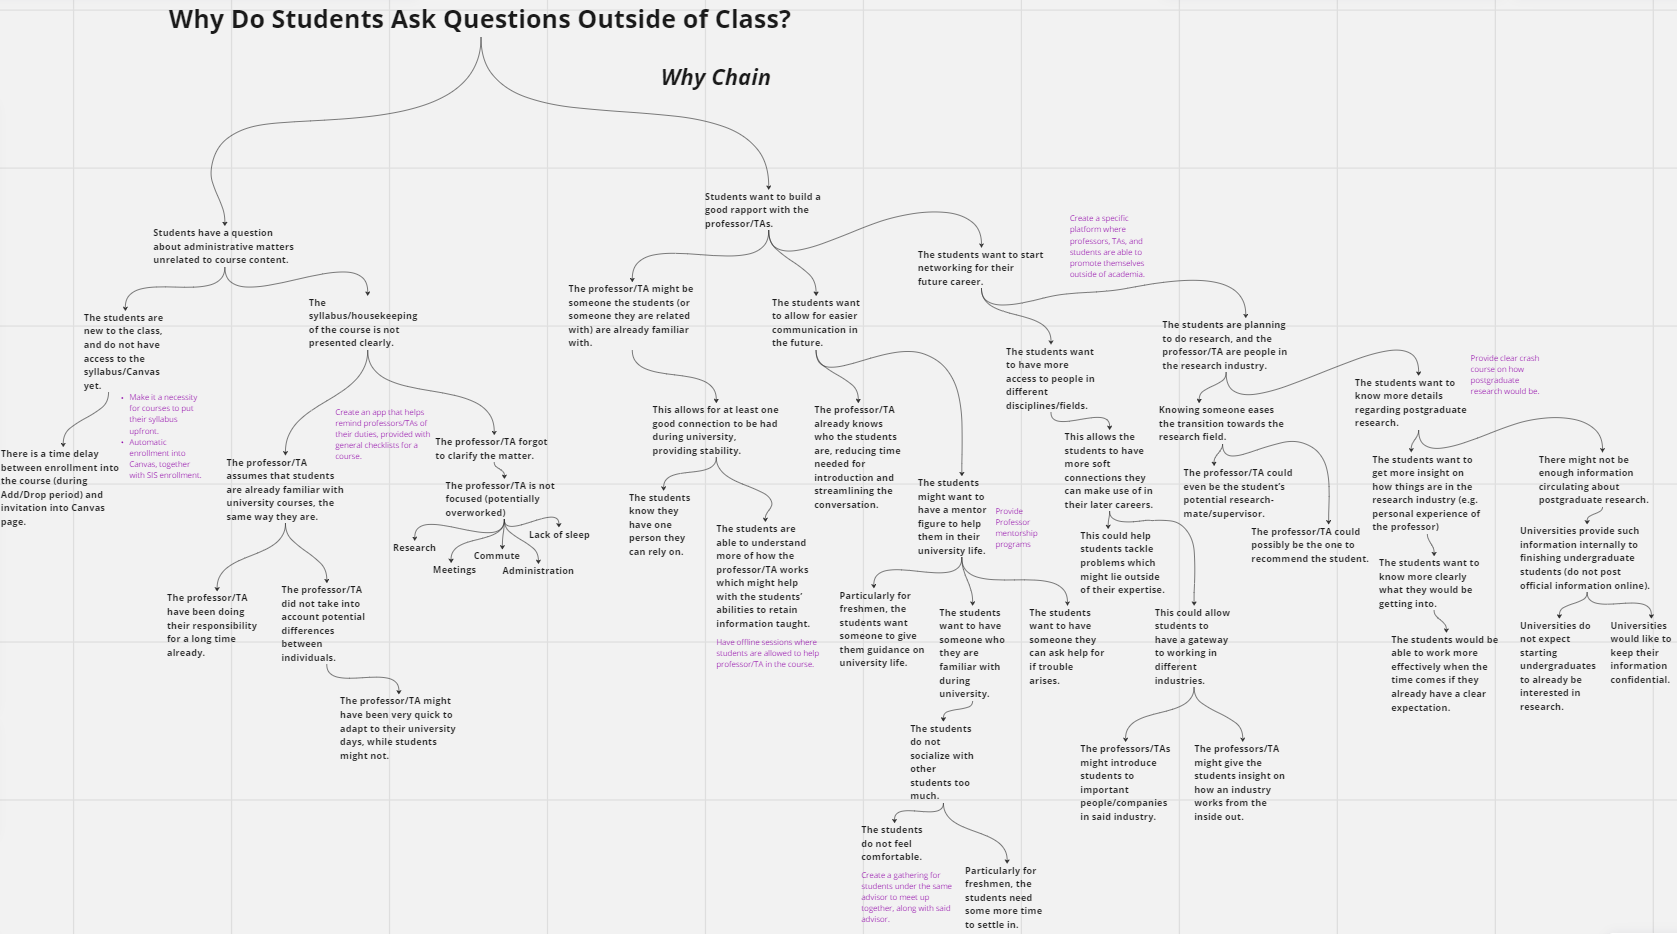 Why Do Students Ask Questions Outside of Class?
Why Chain
Students have a question
about administrative matters
unrelated to course content.
The students are
new to the class,
and do not have
access to the
syllabus/Canvas
yet.
• Make it a necessity
for courses to put
their syllabus
upfront.
• Automatic
enrollment into
Canvas, together
with SIS enrollment.
There is a time delay
between enrollment into
the course (during
Add/Drop period) and
invitation into Canvas
page.
The
syllabus/housekeeping
of the course is not
presented clearly.
Create an app that helps
remind professors/TAs of
their duties, provided with
general checklists for a
course.
The professor/TA
assumes that students
are already familiar with
university courses, the
same way they are.
The professor/TA
have been doing
their responsibility
for a long time
already.
The professor/TA
did not take into
account potential
differences
between
individuals.
The professor/TA might
have been very quick to
adapt to their university
days, while students
might not.
The professor/TA forgot
to clarify the matter.
The professor/TA is not
focused (potentially
overworked)
Research
Meetings
Commute
Administration
Lack of sleep
Students want to build a
good rapport with the
professor/TAs.
The professor/TA might be
someone the students (or
someone they are related
with) are already familiar
with.
This allows for at least one
good connection to be had
during university,
providing stability.
The students
know they
have one
person they
can rely on.
The students are
able to understand
more of how the
professor/TA works
which might help
with the students’
abilities to retain
information taught.
Have offline sessions where
students are allowed to help
professor/TA in the course.
The students want
to allow for easier
communication in
the future.
The professor/TA
already knows
who the students
are, reducing time
needed for
introduction and
streamlining the
conversation.
The students
might want to
have a mentor
figure to help
them in their
university life.
Provide
Professor
mentorship
programs
Particularly for
freshmen, the
students want
someone to give
them guidance on
university life.
The students
want to have
someone who
they are
familiar with
during
university.
The students
do not
socialize with
other
students too
much.
The students
do not feel
comfortable.
Create a gathering for
students under the same
advisor to meet up
together, along with said
advisor.
Particularly for
freshmen, the
students need
some more time
to settle in.
The students
want to have
someone they
can ask help for
if trouble
arises.
The students want to start
networking for their
future career.
Create a specific
platform where
professors, TAs, and
students are able to
promote themselves
outside of academia.
The students want
to have more
access to people in
different
disciplines/fields.
This allows the
students to have
more soft
connections they
can make use of in
their later careers.
This could help
students tackle
problems which
might lie outside
of their expertise.
This could allow
students to
have a gateway
to working in
different
industries.
The professors/TAs
might introduce
students to
important
people/companies
in said industry.
The professors/TA
might give the
students insight on
how an industry
works from the
inside out.
The students are planning
to do research, and the
professor/TA are people in
the research industry.
Knowing someone eases
the transition towards the
research field.
The professor/TA could
even be the student’s
potential research-
mate/supervisor.
The professor/TA could
possibly be the one to
recommend the student.
The students want to
know more details
regarding postgraduate
research.
Provide clear crash
course on how
postgraduate
research would be.
The students want to
get more insight on
how things are in the
research industry (e.g.
personal experience of
the professor)
The students want to
know more clearly
what they would be
getting into.
The students would be
able to work more
effectively when the
time comes if they
already have a clear
expectation.
There might not be
enough information
circulating about
postgraduate research.
Universities provide such
information internally to
finishing undergraduate
students (do not post
official information online).
Universities do
not expect
starting
undergraduates
to already be
interested in
research.
Universities
would like to
keep their
information
confidential.